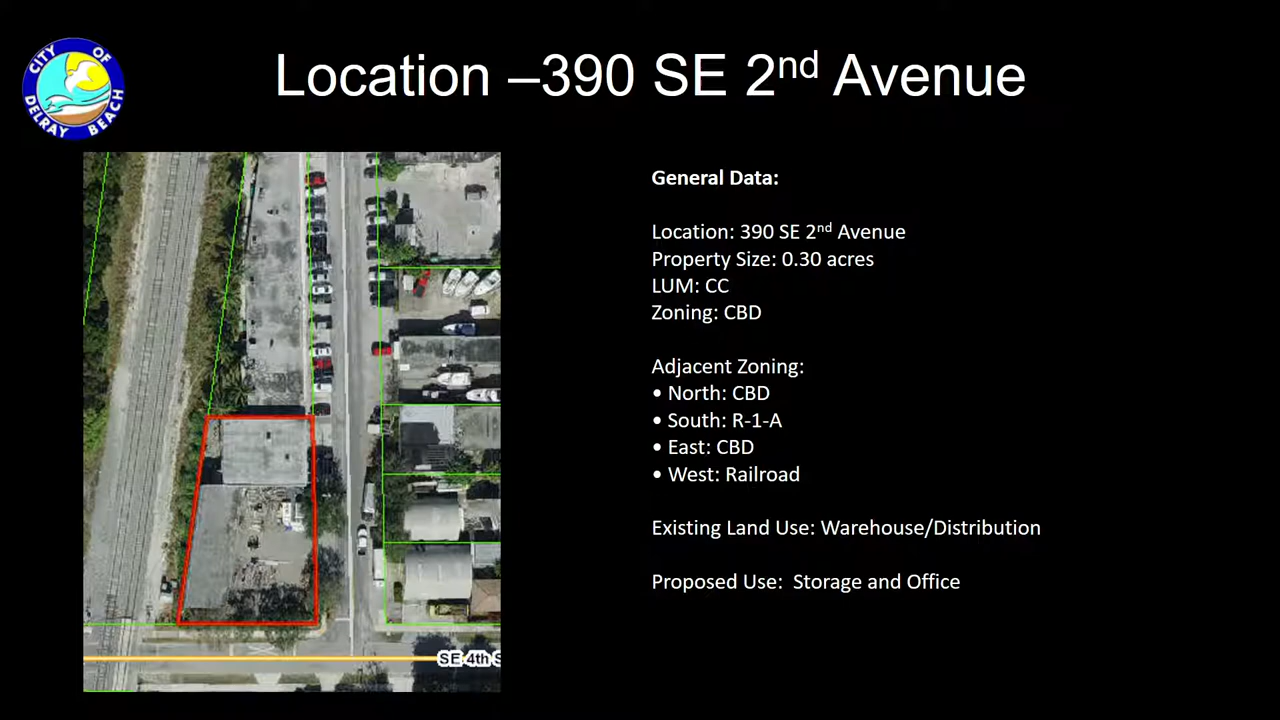 CITY OF
DELRAY BEACH
Location –390 SE 2nd Avenue
General Data:
Location: 390 SE 2nd Avenue
Property Size: 0.30 acres
LUM: CC
Zoning: CBD
Adjacent Zoning:
• North: CBD
• South: R-1-A
• East: CBD
• West: Railroad
Existing Land Use: Warehouse/Distribution
Proposed Use:  Storage and Office
SE 4th S